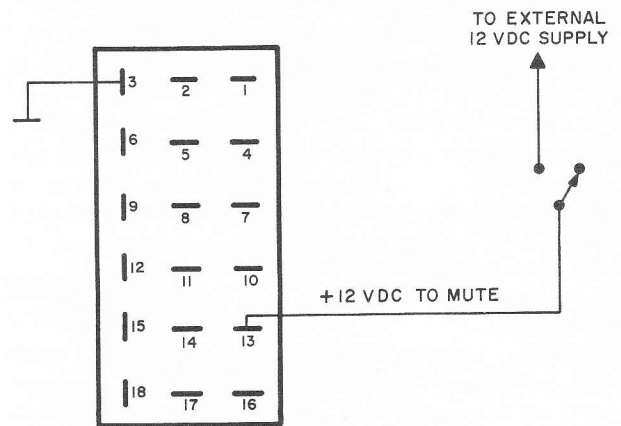 TO EXTERNAL
12 VDC SUPPLY
3 2 1
6 5 4
9 8 7
12 11 10
+12 VDC TO MUTE
15 14 13
18 17 16